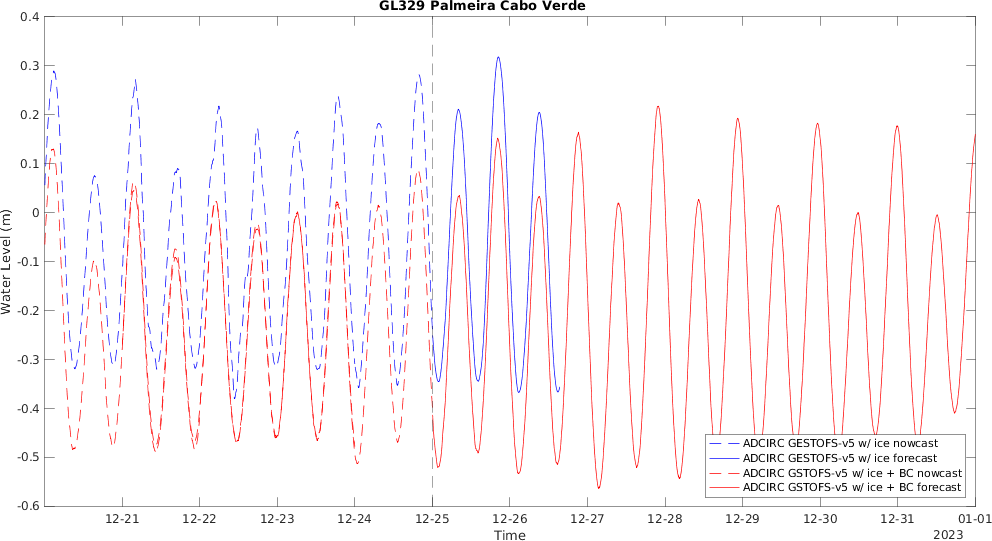 GL329 Palmeira Cabo Verde
0.4
0.3
0.2
0.1
0
-0.1
-0.2
-0.3
-0.4
-0.5
-0.6
Water Level (m)
ADCIRC GESTOFS-v5 w/ ice nowcast
ADCIRC GESTOFS-v5 w/ ice forecast
ADCIRC GSTOFS-v5 w/ ice + BC nowcast
ADCIRC GSTOFS-v5 w/ ice + BC forecast
12-21 12-22 12-23 12-24 12-25 12-26 12-27 12-28 12-29 12-30 12-31 01-01
Time
2023